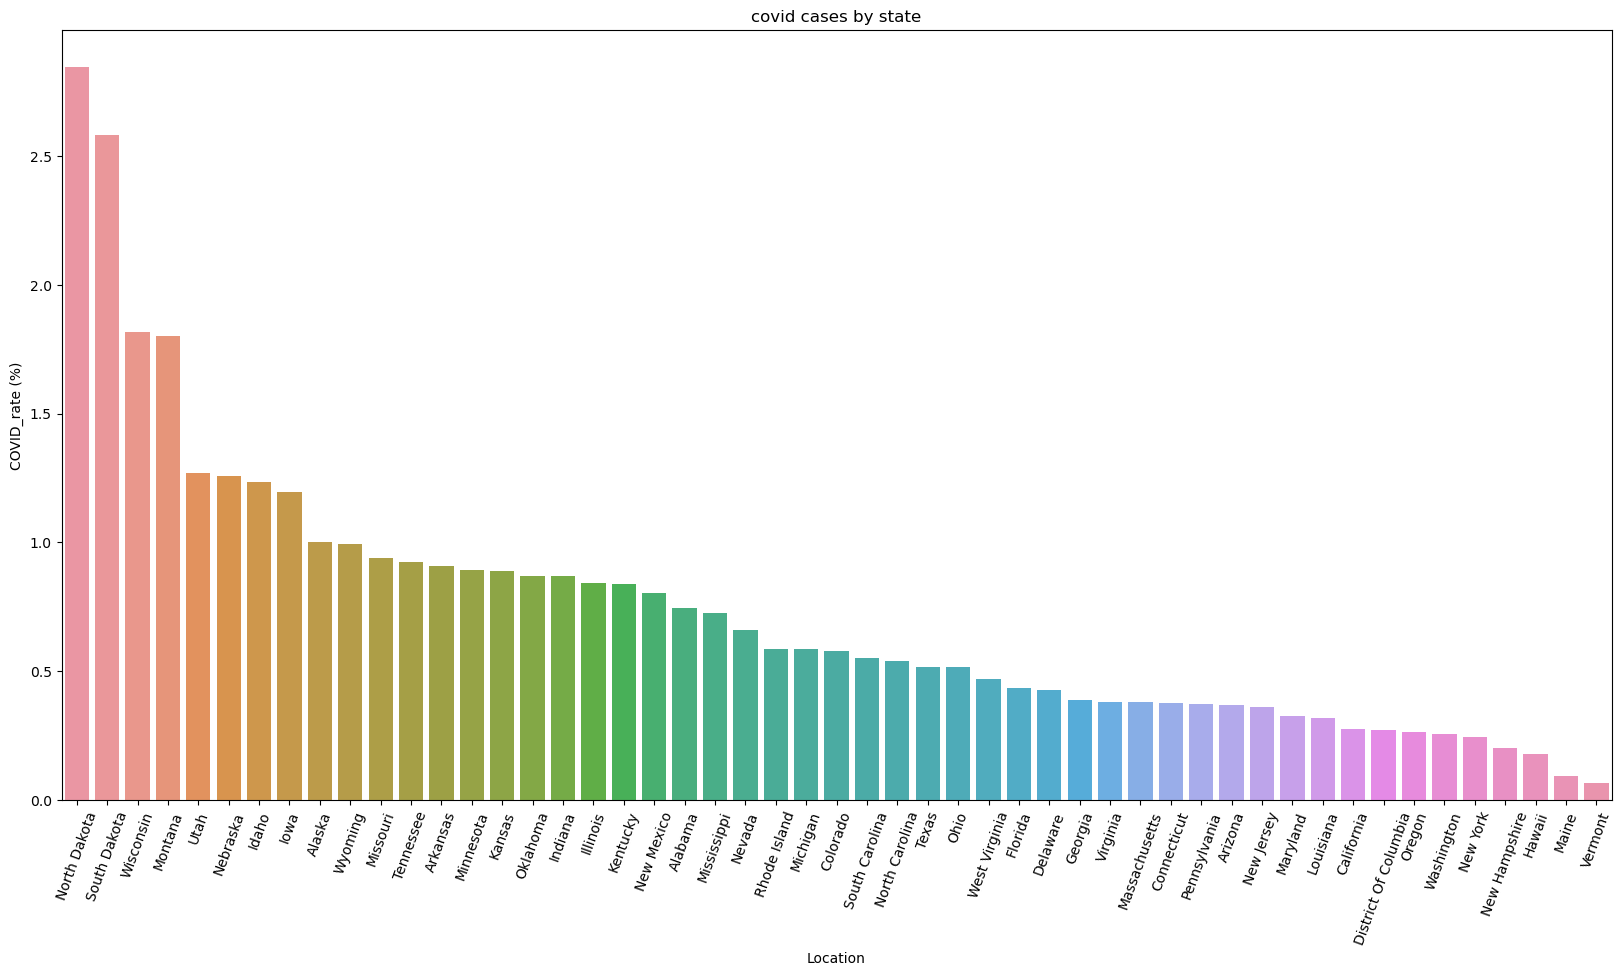 covid cases by state
COVID_rate (%)
2.5
2.0
1.5
1.0
0.5
0.0
North Dakota
South Dakota
Wisconsin
Montana
Utah
Nebraska
Idaho
Iowa
Alaska
Wyoming
Missouri
Tennessee
Arkansas
Minnesota
Kansas
Oklahoma
Indiana
Illinois
Kentucky
New Mexico
Alabama
Mississippi
Nevada
Rhode Island
Michigan
Colorado
South Carolina
North Carolina
Texas
Ohio
West Virginia
Florida
Delaware
Georgia
Virginia
Massachusetts
Connecticut
Pennsylvania
Arizona
New Jersey
Maryland
Louisiana
California
District Of Columbia
Oregon
Washington
New York
New Hampshire
Hawaii
Maine
Vermont
Location